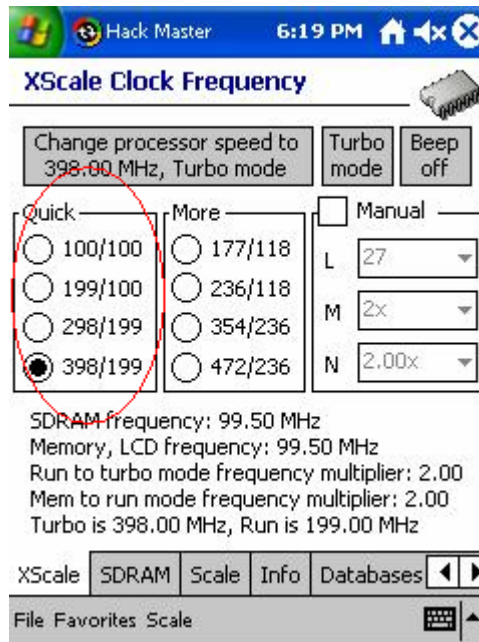 Hack Master 6:19 PM
XScale Clock Frequency
Change processor speed to
398.00 MHz, Turbo mode
Turbo
mode
Beep
off
Quick
100/100
199/100
298/199
398/199
More
177/118
236/118
354/236
472/236
Manual
L 27
M 2x
N 2.00x
SDRAM frequency: 99.50 MHz
Memory, LCD frequency: 99.50 MHz
Run to turbo mode frequency multiplier: 2.00
Mem to run mode frequency multiplier: 2.00
Turbo is 398.00 MHz, Run is 199.00 MHz
XScale SDRAM Scale Info Databases
File Favorites Scale